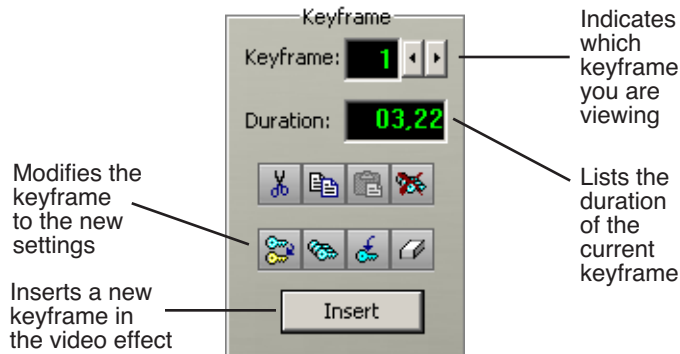 Keyframe
Keyframe: 1
Duration: 03,22
Insert
Indicates
which
keyframe
you are
viewing
Lists the
duration
of the
current
keyframe
Modifies the
keyframe
to the new
settings
Inserts a new
keyframe in
the video effect